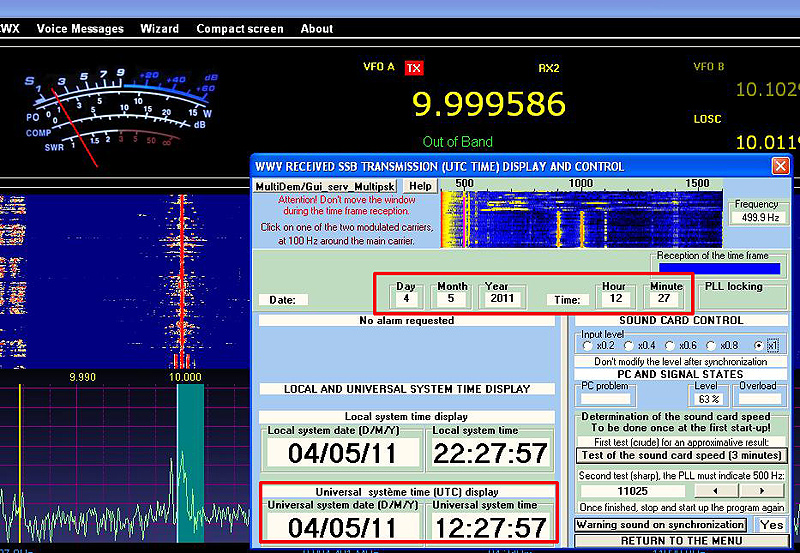 CWX Voice Messages Wizard Compact screen About
S 1 3 5 7 9 +20 +40 +60 dB
PO 0 1 5 10 15 W
COMP 0 5 10 15 20 dB
SWR 1 1.5 2 3 5 50 ∞
VFO A TX RX2 VFO B
9.999586 10.102
LOSC
Out of Band 10.011
WWV RECEIVED SSB TRANSMISSION (UTC TIME) DISPLAY AND CONTROL
MultiDem/Gui_serv_Multipsk Help 500 1000 1500
Attention! Don't move the window
during the time frame reception.
Click on one of the two modulated carriers,
at 100 Hz around the main carrier.
Frequency
499.9 Hz
Reception of the time frame
Day Month Year Hour Minute PLL locking
Date: 4 5 2011 Time: 12 27
No alarm requested
SOUND CARD CONTROL
Input level
x0.2 x0.4 x0.6 x0.8 x1
Don't modify the level after synchronization
PC AND SIGNAL STATES
PC problem Level Overload
63 %
9.990 10.000
LOCAL AND UNIVERSAL SYSTEM TIME DISPLAY
Local system time display
Local system date (D/M/Y) Local system time
04/05/11 22:27:57
Universal système time (UTC) display
Universal system date (D/M/Y) Universal system time
04/05/11 12:27:57
Determination of the sound card speed
To be done once at the first start-up!
First test (crude) for an approximative result:
Test of the sound card speed (3 minutes)
Second test (sharp), the PLL must indicate 500 Hz:
11025
Once finished, stop and start up the program again
Warning sound on synchronization Yes
RETURN TO THE MENU